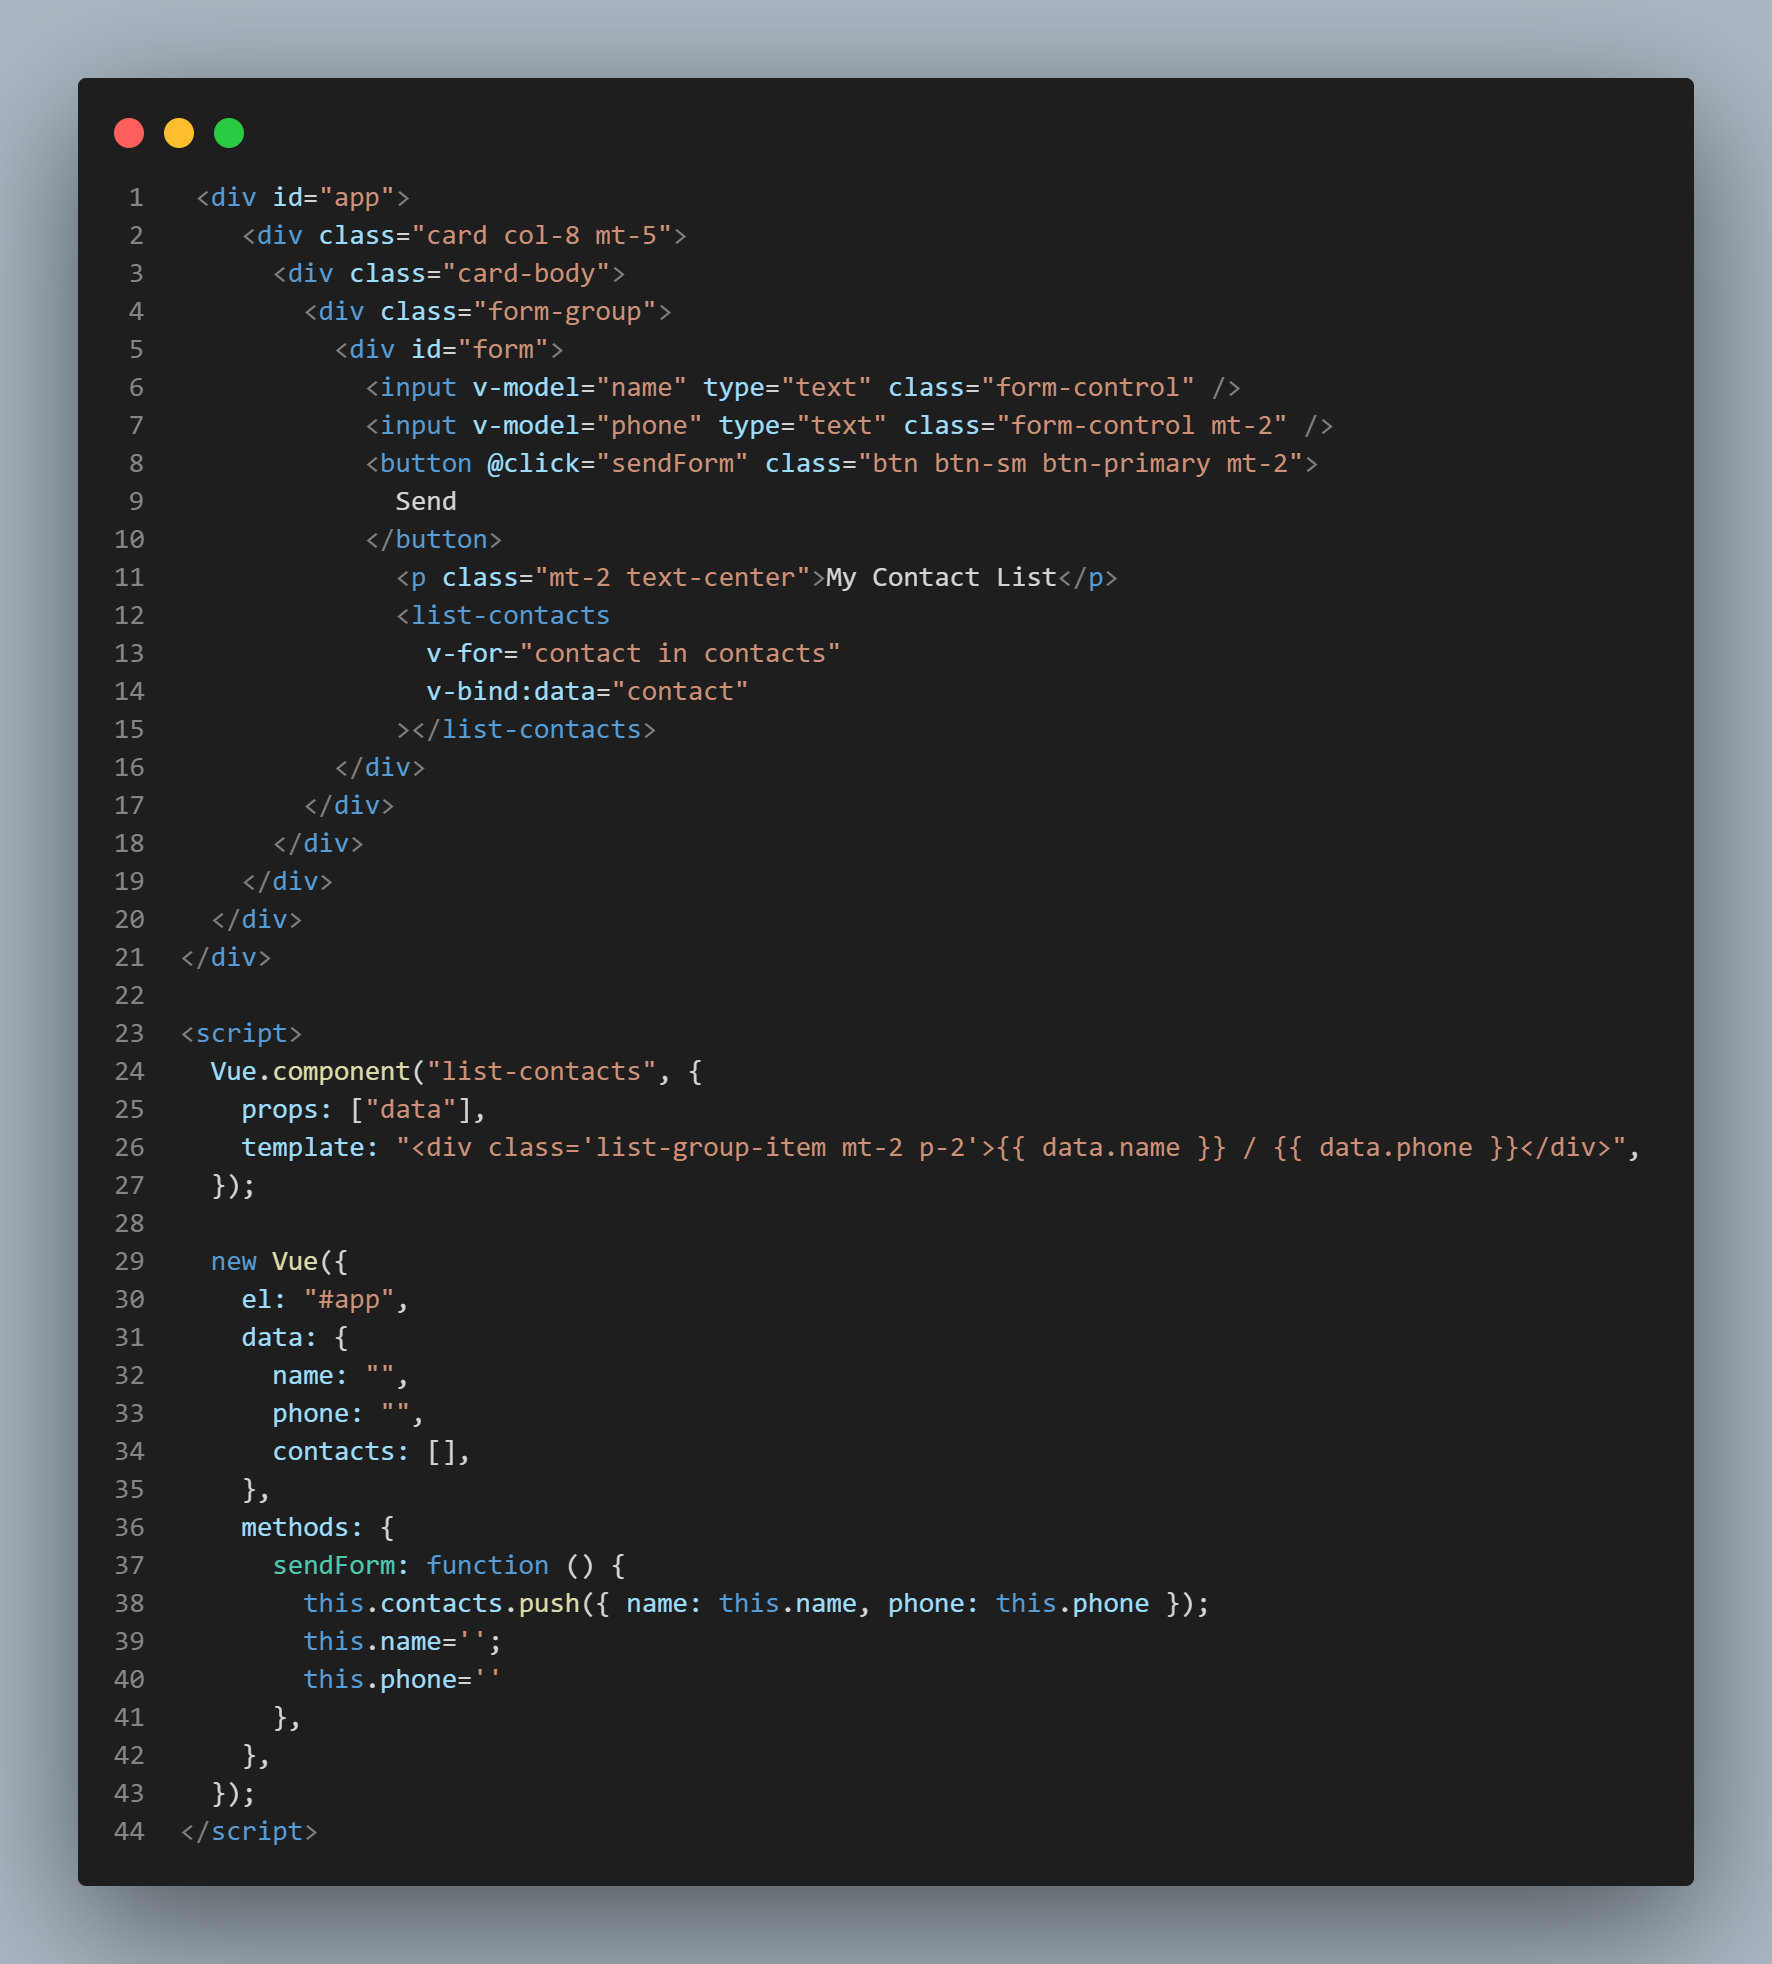 1 <div id="app">
2 <div class="card col-8 mt-5">
3 <div class="card-body">
4 <div class="form-group">
5 <div id="form">
6 <input v-model="name" type="text" class="form-control" />
7 <input v-model="phone" type="text" class="form-control mt-2" />
8 <button @click="sendForm" class="btn btn-sm btn-primary mt-2">
9 Send
10 </button>
11 <p class="mt-2 text-center">My Contact List</p>
12 <list-contacts
13 v-for="contact in contacts"
14 v-bind:data="contact"
15 ></list-contacts>
16 </div>
17 </div>
18 </div>
19 </div>
20 </div>
21 </div>
22
23 <script>
24 Vue.component("list-contacts", {
25 props: ["data"],
26 template: "<div class='list-group-item mt-2 p-2'>{{ data.name }} / {{ data.phone }}</div>",
27 });
28
29 new Vue({
30 el: "#app",
31 data: {
32 name: "",
33 phone: "",
34 contacts: [],
35 },
36 methods: {
37 sendForm: function () {
38 this.contacts.push({ name: this.name, phone: this.phone });
39 this.name='';
40 this.phone=''
41 },
42 },
43 });
44 </script>